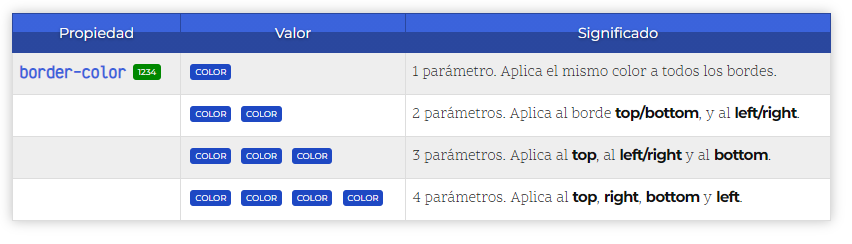 Propiedad Valor Significado
border-color 1234 COLOR 1 parámetro. Aplica el mismo color a todos los bordes.
COLOR COLOR 2 parámetros. Aplica al borde top/bottom, y al left/right.
COLOR COLOR COLOR 3 parámetros. Aplica al top, al left/right y al bottom.
COLOR COLOR COLOR COLOR 4 parámetros. Aplica al top, right, bottom y left.